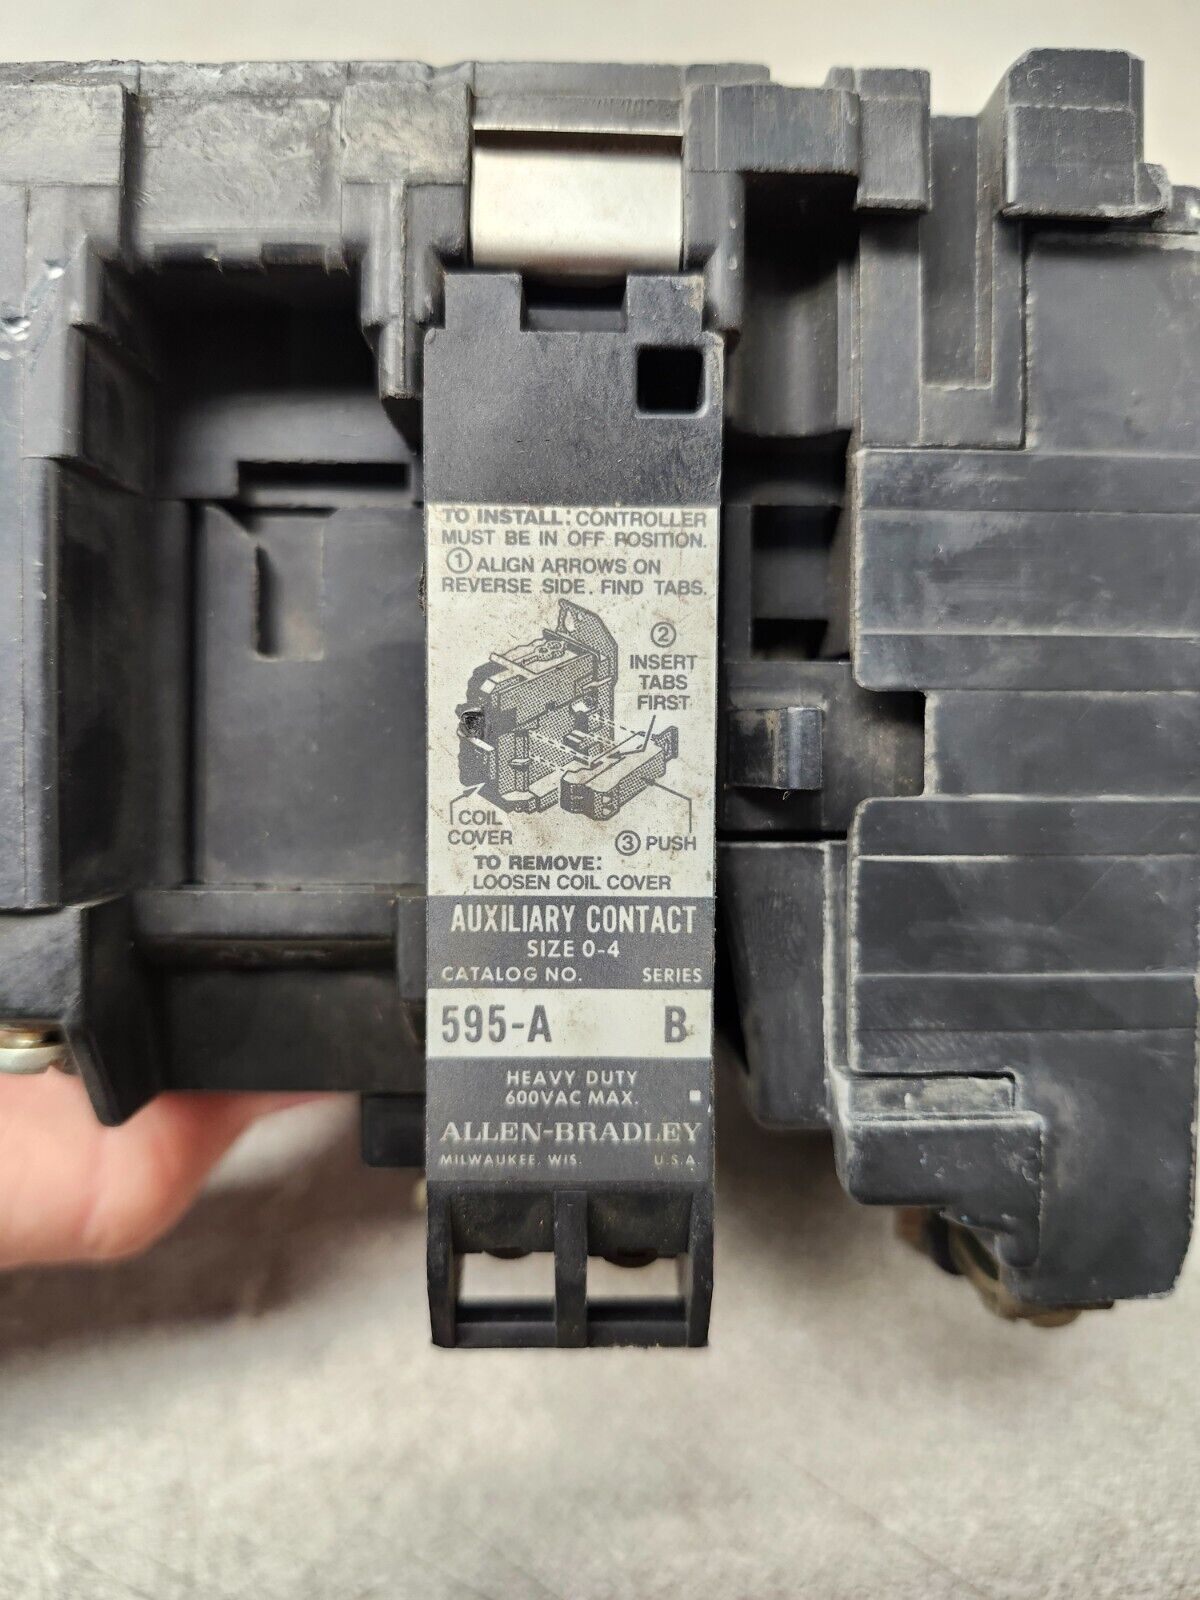 TO INSTALL: CONTROLLER
MUST BE IN OFF POSITION.
① ALIGN ARROWS ON
REVERSE SIDE. FIND TABS.
②
INSERT
TABS
FIRST
COIL
COVER
③ PUSH
TO REMOVE:
LOOSEN COIL COVER
AUXILIARY CONTACT
SIZE 0-4
CATALOG NO. SERIES
595-A B
HEAVY DUTY
600VAC MAX.
ALLEN-BRADLEY
MILWAUKEE, WIS. U.S.A.